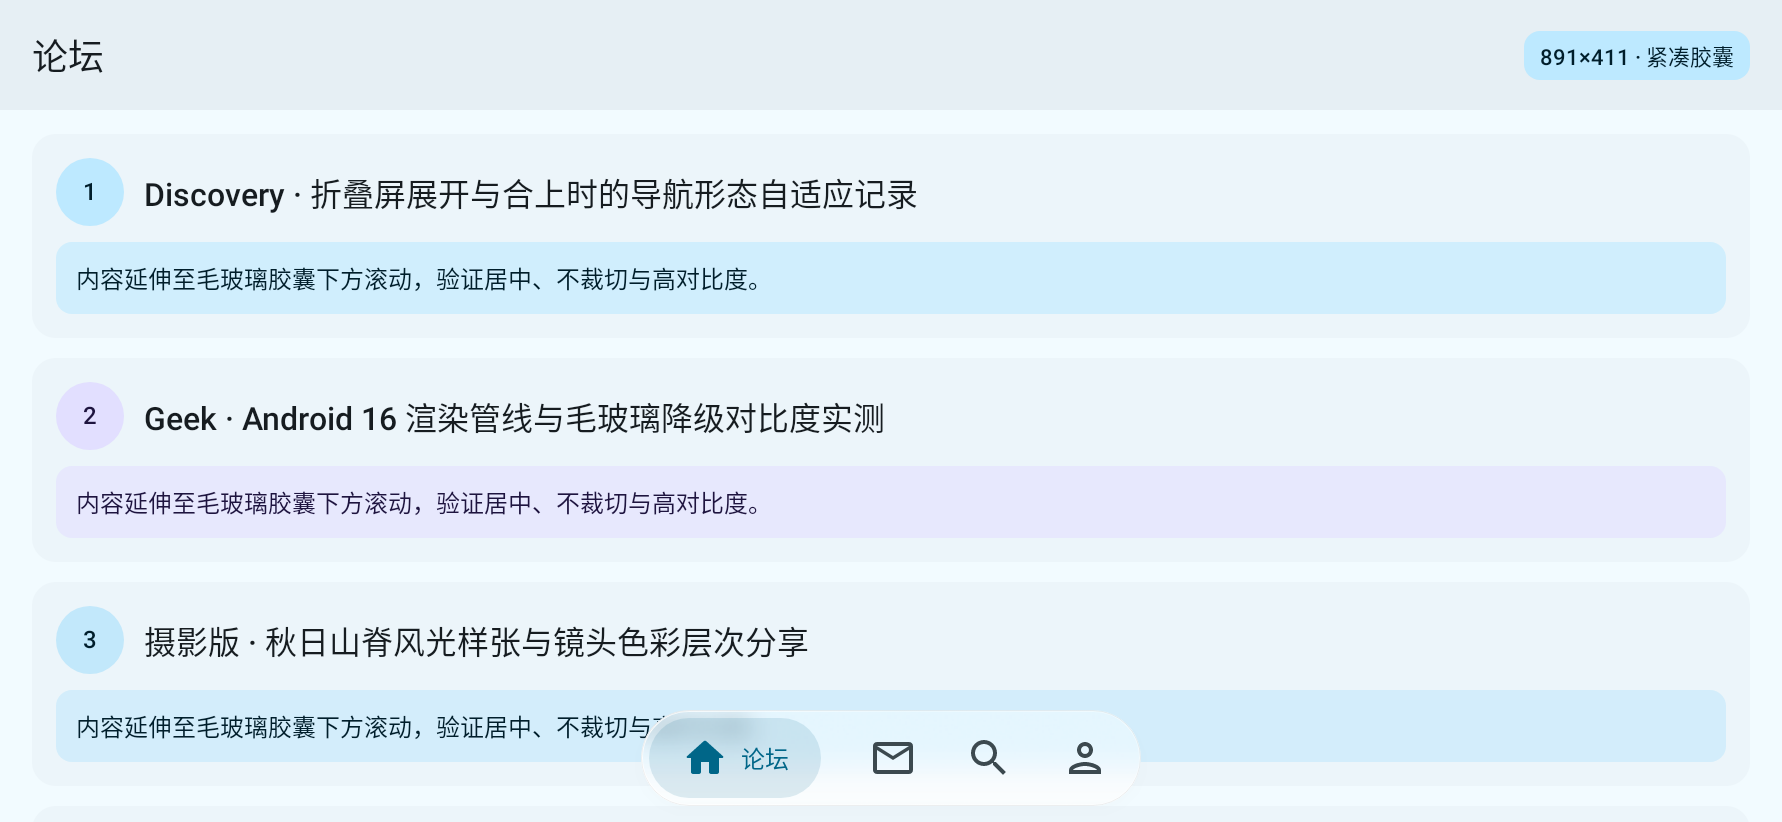 论坛
891×411 · 紧凑胶囊
1
Discovery · 折叠屏展开与合上时的导航形态自适应记录
内容延伸至毛玻璃胶囊下方滚动，验证居中、不裁切与高对比度。
2
Geek · Android 16 渲染管线与毛玻璃降级对比度实测
内容延伸至毛玻璃胶囊下方滚动，验证居中、不裁切与高对比度。
3
摄影版 · 秋日山脊风光样张与镜头色彩层次分享
内容延伸至毛玻璃胶囊下方滚动，验证居中、不裁切与
论坛